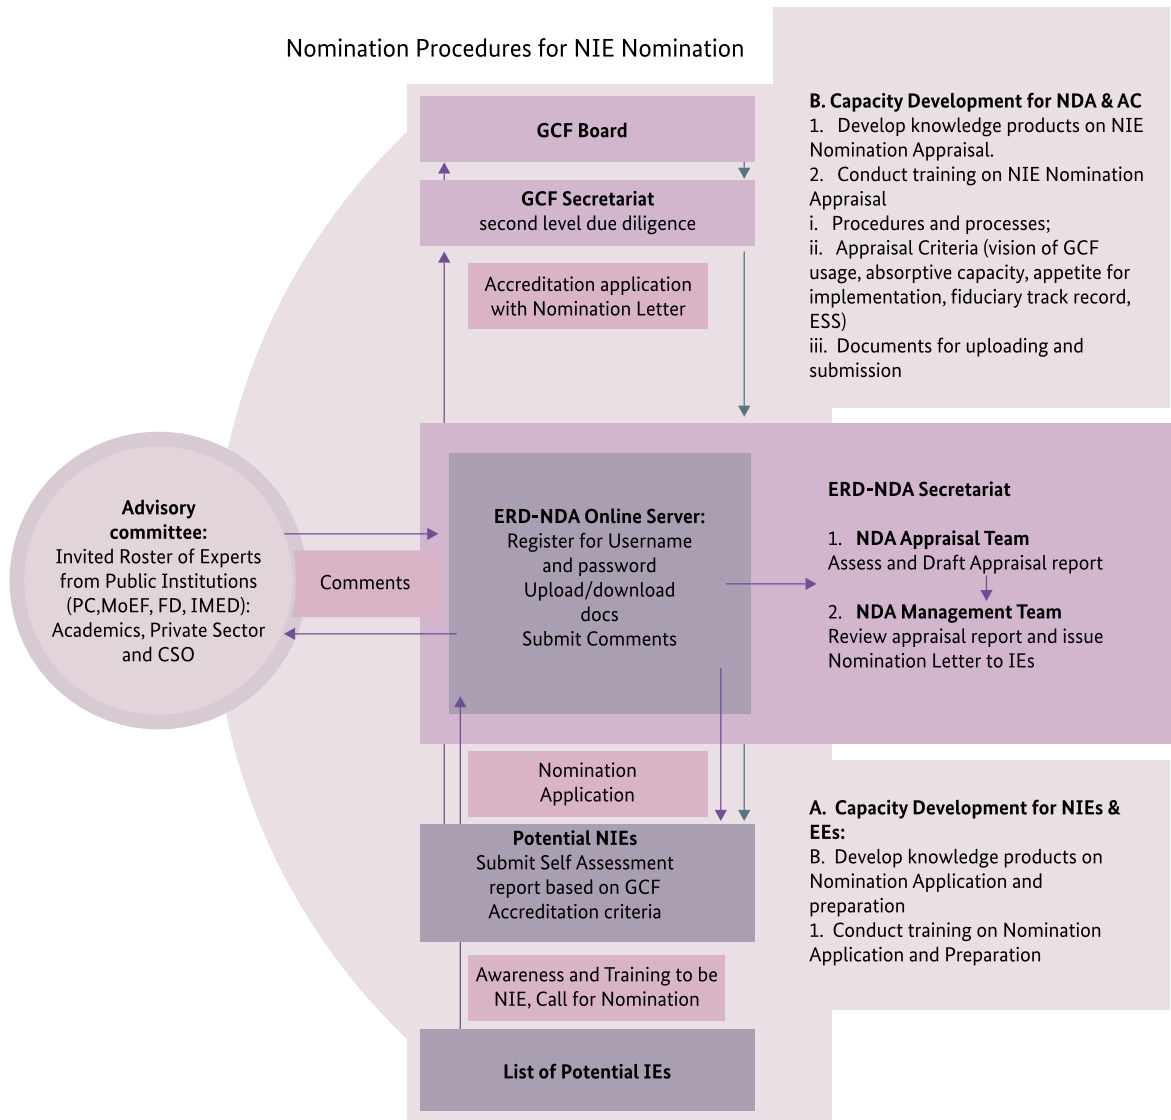 Nomination Procedures for NIE Nomination
GCF Board
GCF Secretariat
second level due diligence
Accreditation application
with Nomination Letter
B. Capacity Development for NDA & AC
1. Develop knowledge products on NIE
Nomination Appraisal.
2. Conduct training on NIE Nomination
Appraisal
i. Procedures and processes;
ii. Appraisal Criteria (vision of GCF
usage, absorptive capacity, appetite for
implementation, fiduciary track record,
ESS)
iii. Documents for uploading and
submission
Advisory
committee:
Invited Roster of Experts
from Public Institutions
(PC,MoEF, FD, IMED):
Academics, Private Sector
and CSO
Comments
ERD-NDA Online Server:
Register for Username
and password
Upload/download
docs
Submit Comments
ERD-NDA Secretariat
1. NDA Appraisal Team
Assess and Draft Appraisal report
2. NDA Management Team
Review appraisal report and issue
Nomination Letter to IEs
Nomination
Application
Potential NIEs
Submit Self Assessment
report based on GCF
Accreditation criteria
A. Capacity Development for NIEs &
EEs:
B. Develop knowledge products on
Nomination Application and
preparation
1. Conduct training on Nomination
Application and Preparation
Awareness and Training to be
NIE, Call for Nomination
List of Potential IEs